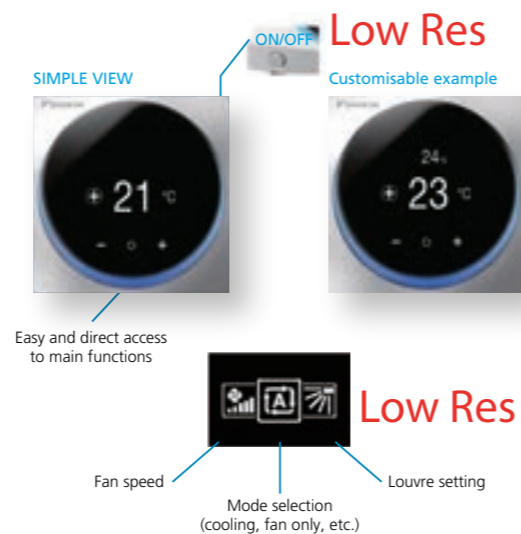 ON/OFF
Low Res
SIMPLE VIEW
Customisable example
21 °C
24
23 °C
Easy and direct access
to main functions
A
Low Res
Fan speed
Louvre setting
Mode selection
(cooling, fan only, etc.)